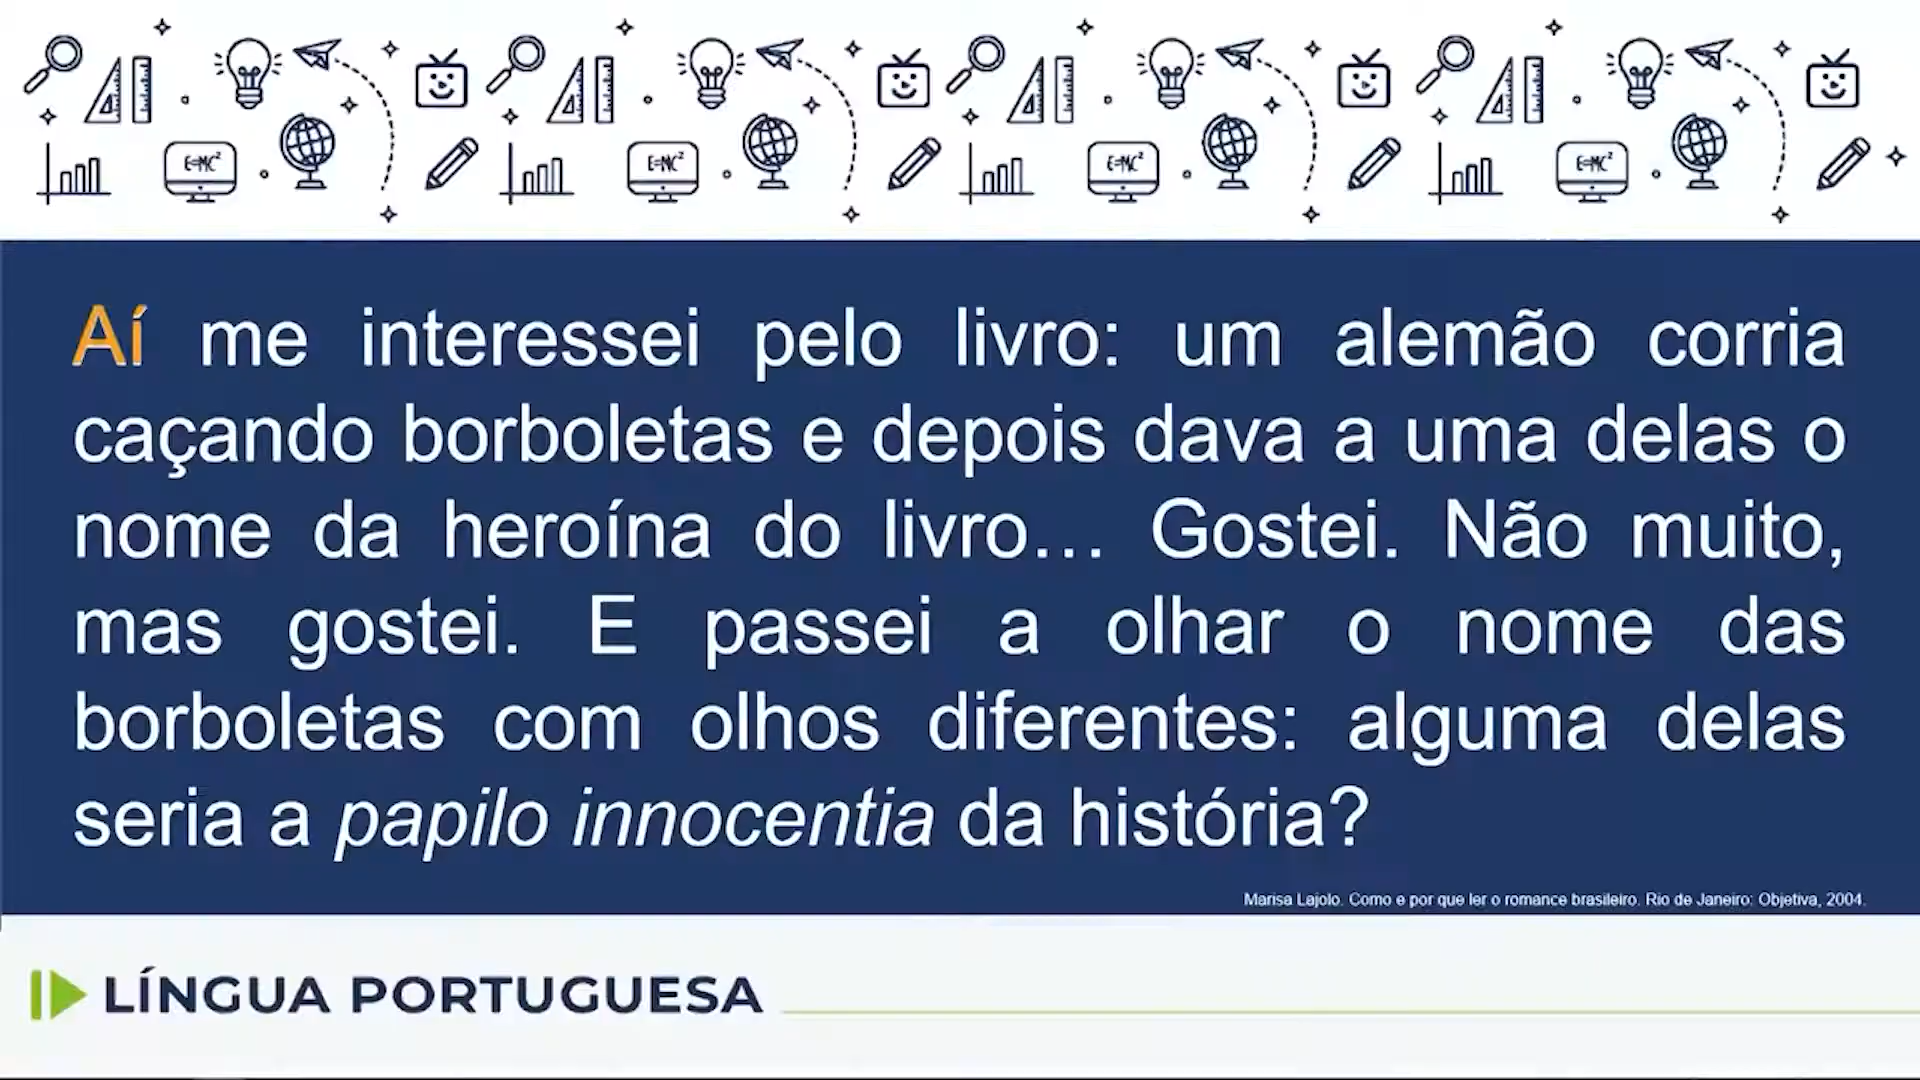 E=MC²
E=MC²
E=MC²
E=MC²
Aí me interessei pelo livro: um alemão corria
caçando borboletas e depois dava a uma delas o
nome da heroína do livro… Gostei. Não muito,
mas gostei. E passei a olhar o nome das
borboletas com olhos diferentes: alguma delas
seria a papilo innocentia da história?
Marisa Lajolo. Como e por que ler o romance brasileiro. Rio de Janeiro: Objetiva, 2004.
LÍNGUA PORTUGUESA